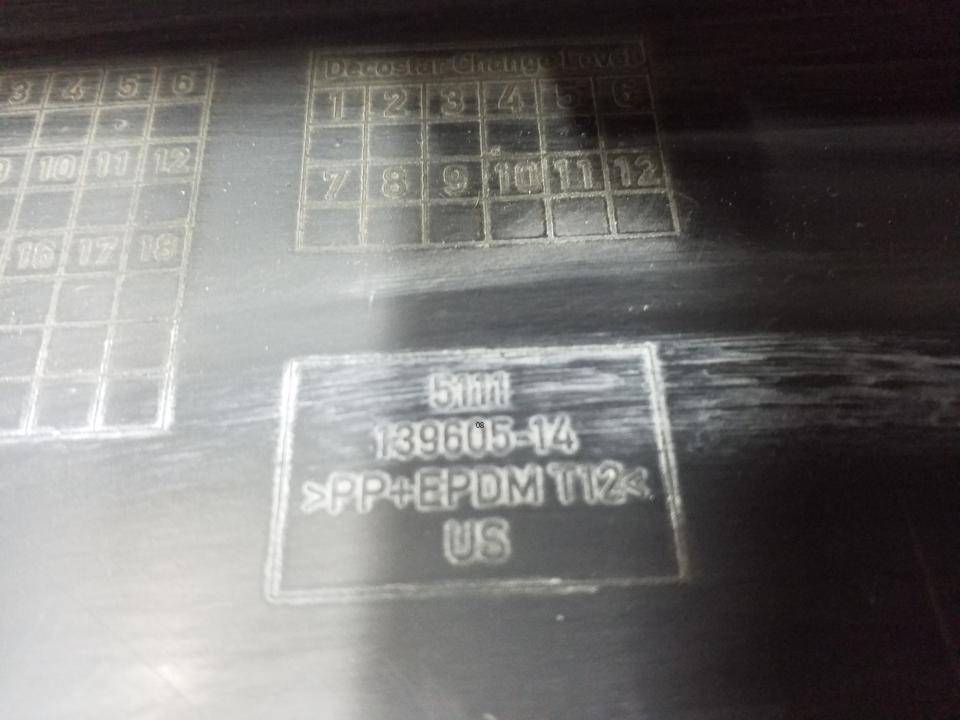 3 4 5 6
10 11 12
16 17 18
Decostar Change Level
1 2 3 4 5 6
7 8 9 10 11 12
5111
139605-14
08
>PP+EPDM T12<
US